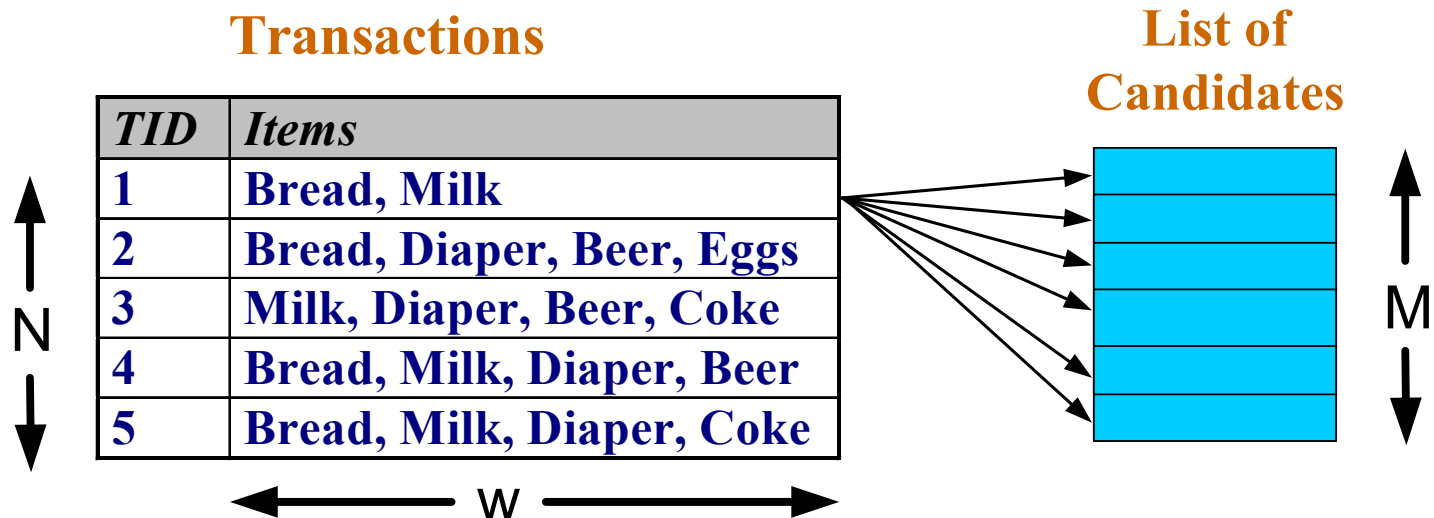 Transactions
List of
Candidates
TID Items
1 Bread, Milk
2 Bread, Diaper, Beer, Eggs
3 Milk, Diaper, Beer, Coke
4 Bread, Milk, Diaper, Beer
5 Bread, Milk, Diaper, Coke
N
M
w